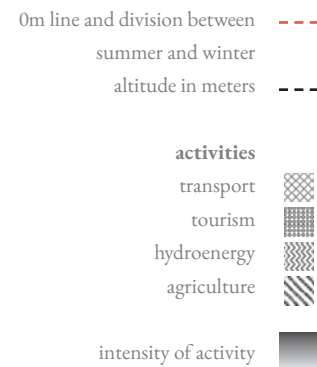 0m line and division between
summer and winter
altitude in meters
activities
transport
tourism
hydroenergy
agriculture
intensity of activity